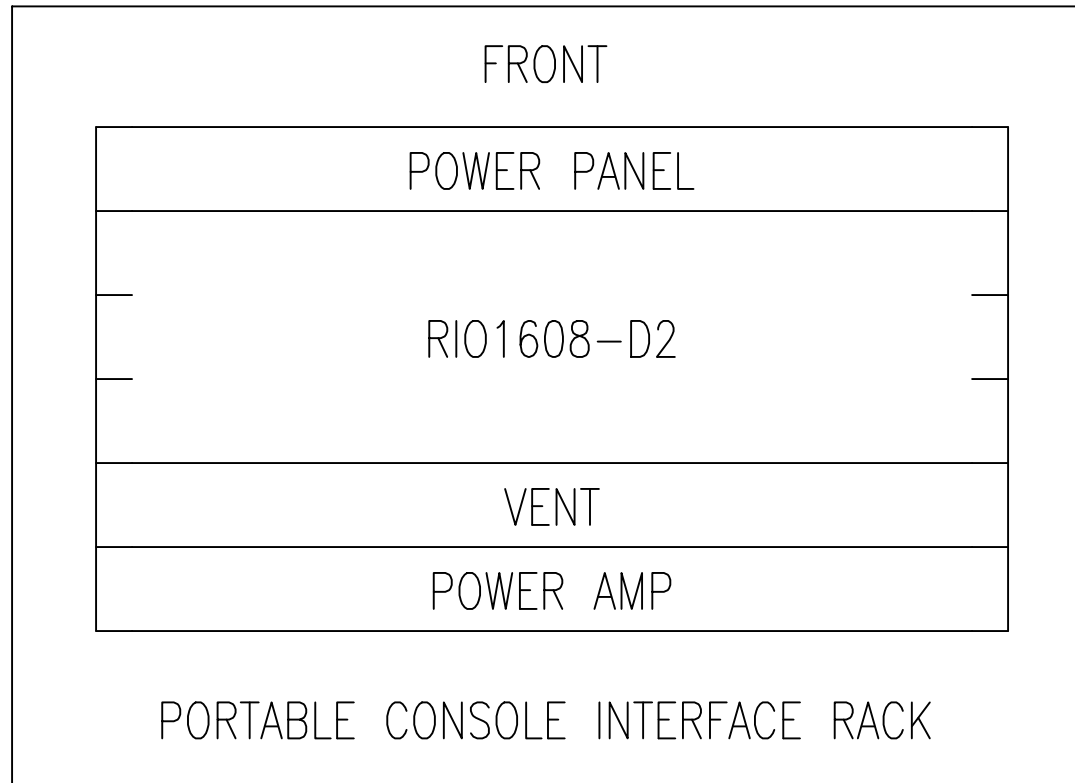 FRONT
POWER PANEL
RIO1608-D2
VENT
POWER AMP
PORTABLE CONSOLE INTERFACE RACK